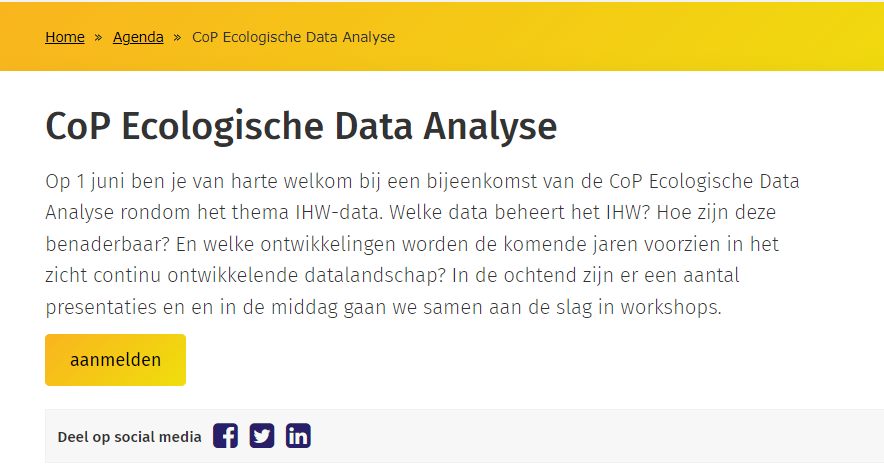 Home » Agenda » CoP Ecologische Data Analyse
CoP Ecologische Data Analyse
Op 1 juni ben je van harte welkom bij een bijeenkomst van de CoP Ecologische Data
Analyse rondom het thema IHW-data. Welke data beheert het IHW? Hoe zijn deze
benaderbaar? En welke ontwikkelingen worden de komende jaren voorzien in het
zicht continu ontwikkelende datalandschap? In de ochtend zijn er een aantal
presentaties en en in de middag gaan we samen aan de slag in workshops.
aanmelden
Deel op social media